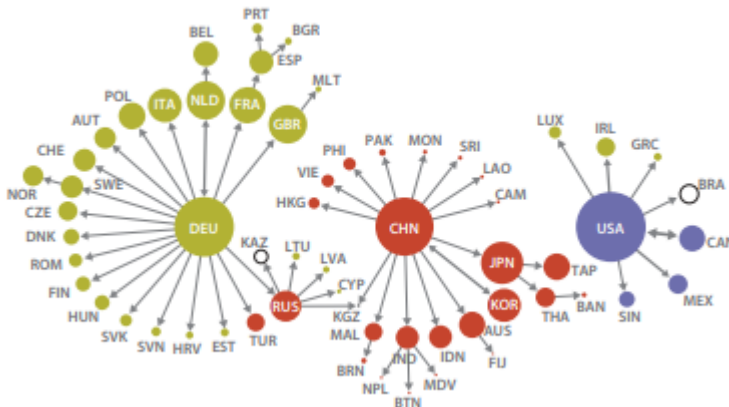 PRT
BGR
BEL
ESP
MLT
POL
ITA
NLD
FRA
GBR
AUT
CHE
NOR
SWE
CZE
DNK
ROM
FIN
HUN
SVK
SVN
HRV
EST
TUR
DEU
KAZ
LTU
LVA
CYP
RUS
KGZ
PHI
PAK
MON
SRI
VIE
LAO
HKG
CAM
CHN
JPN
TAP
KOR
THA
BAN
AUS
FIJ
MAL
BRN
IND
IDN
NPL
BTN
MDV
LUX
IRL
GRC
BRA
USA
CAN
MEX
SIN